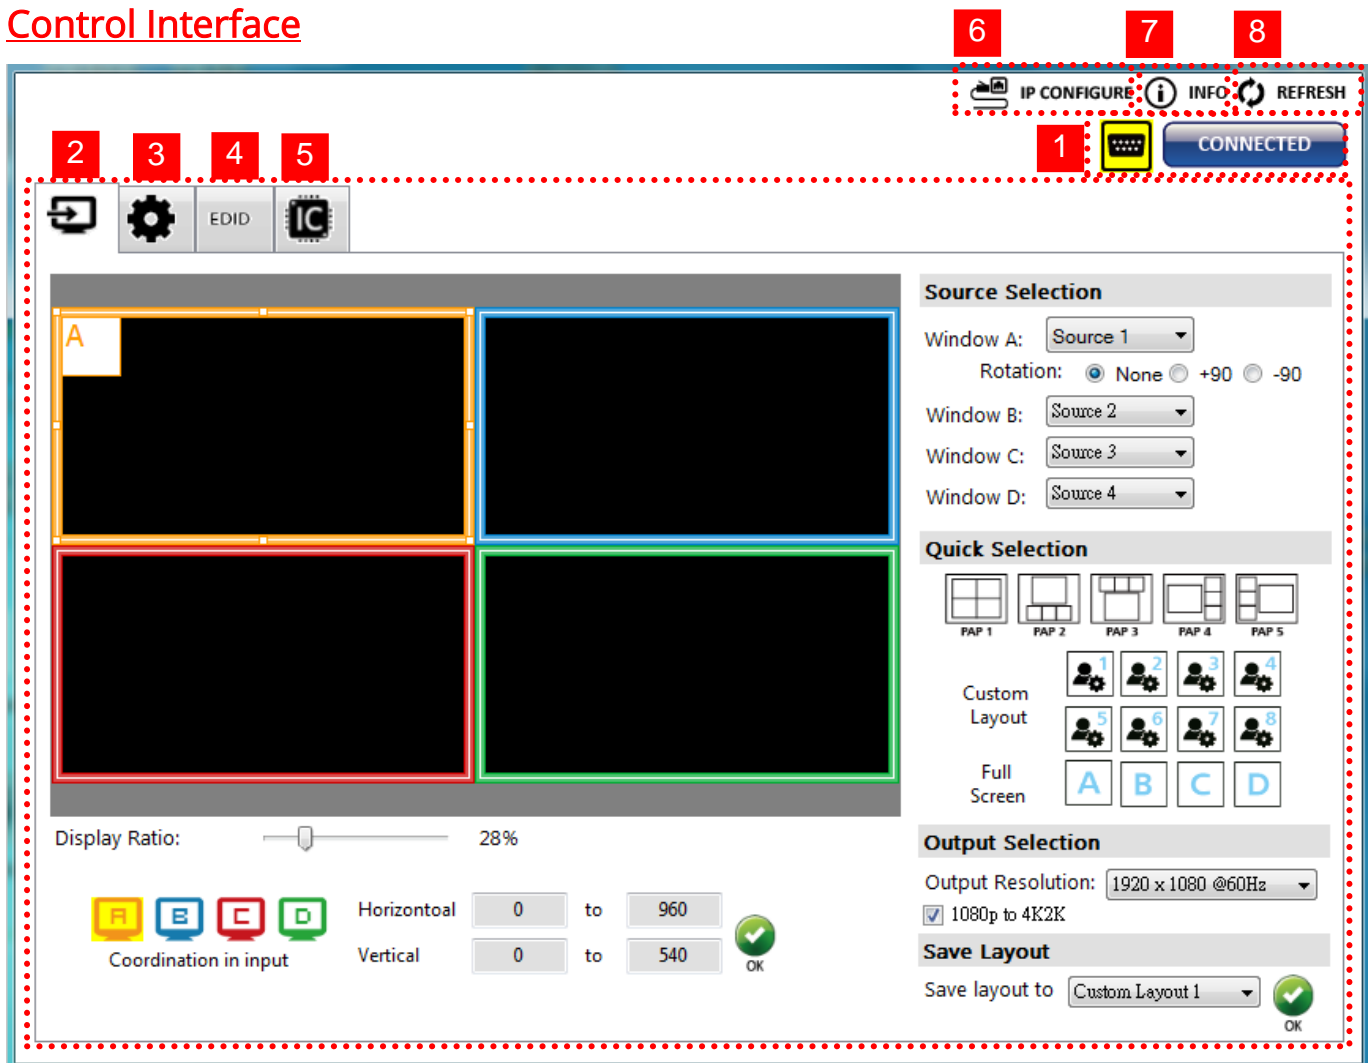 Control Interface
6 7 8
IP CONFIGURE INFO REFRESH
1 CONNECTED
2 3 4 5
EDID IC
Source Selection
A
Window A: Source 1
Rotation: None +90 -90
Window B: Source 2
Window C: Source 3
Window D: Source 4
Quick Selection
PAP 1 PAP 2 PAP 3 PAP 4 PAP 5
1 2 3 4
Custom
Layout
5 6 7 8
Full
Screen
A B C D
Display Ratio: 28%
Output Selection
Output Resolution: 1920 x 1080 @60Hz
1080p to 4K2K
A B C D
Coordination in input
Horizontoal 0 to 960
Vertical 0 to 540
OK
Save Layout
Save layout to Custom Layout 1
OK